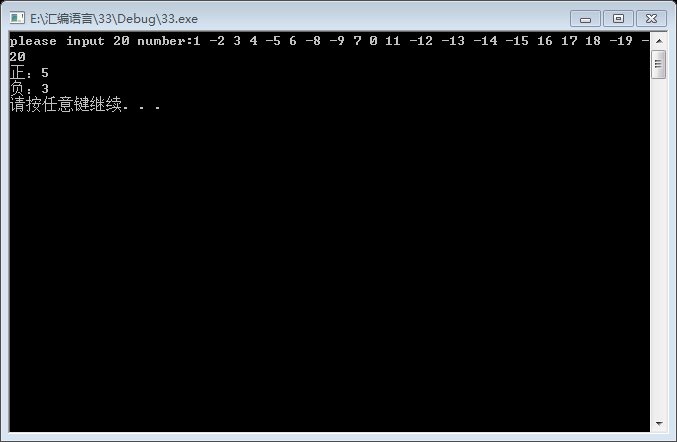 E:\汇编语言\33\Debug\33.exe
please input 20 number:1 -2 3 4 -5 6 -8 -9 7 0 11 -12 -13 -14 -15 16 17 18 -19 -
20
正：5
负：3
请按任意键继续. . .